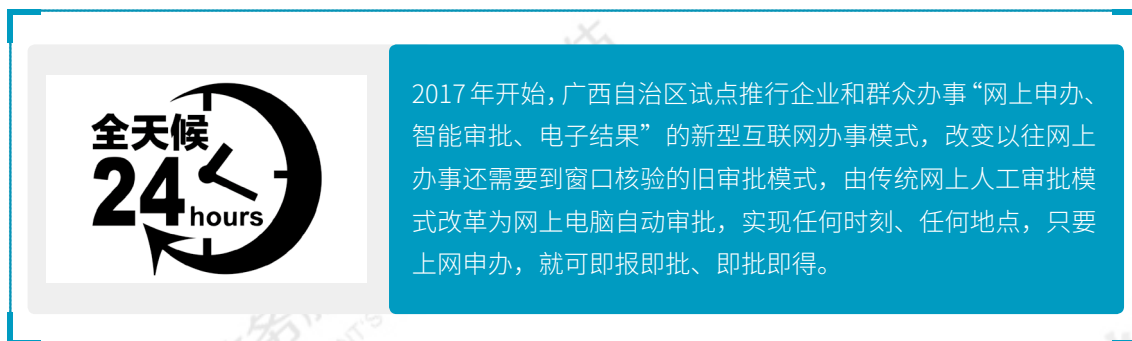 全天候
24 hours
2017年开始，广西自治区试点推行企业和群众办事“网上申办、
智能审批、电子结果”的新型互联网办事模式，改变以往网上
办事还需要到窗口核验的旧审批模式，由传统网上人工审批模
式改革为网上电脑自动审批，实现任何时刻、任何地点，只要
上网申办，就可即报即批、即批即得。